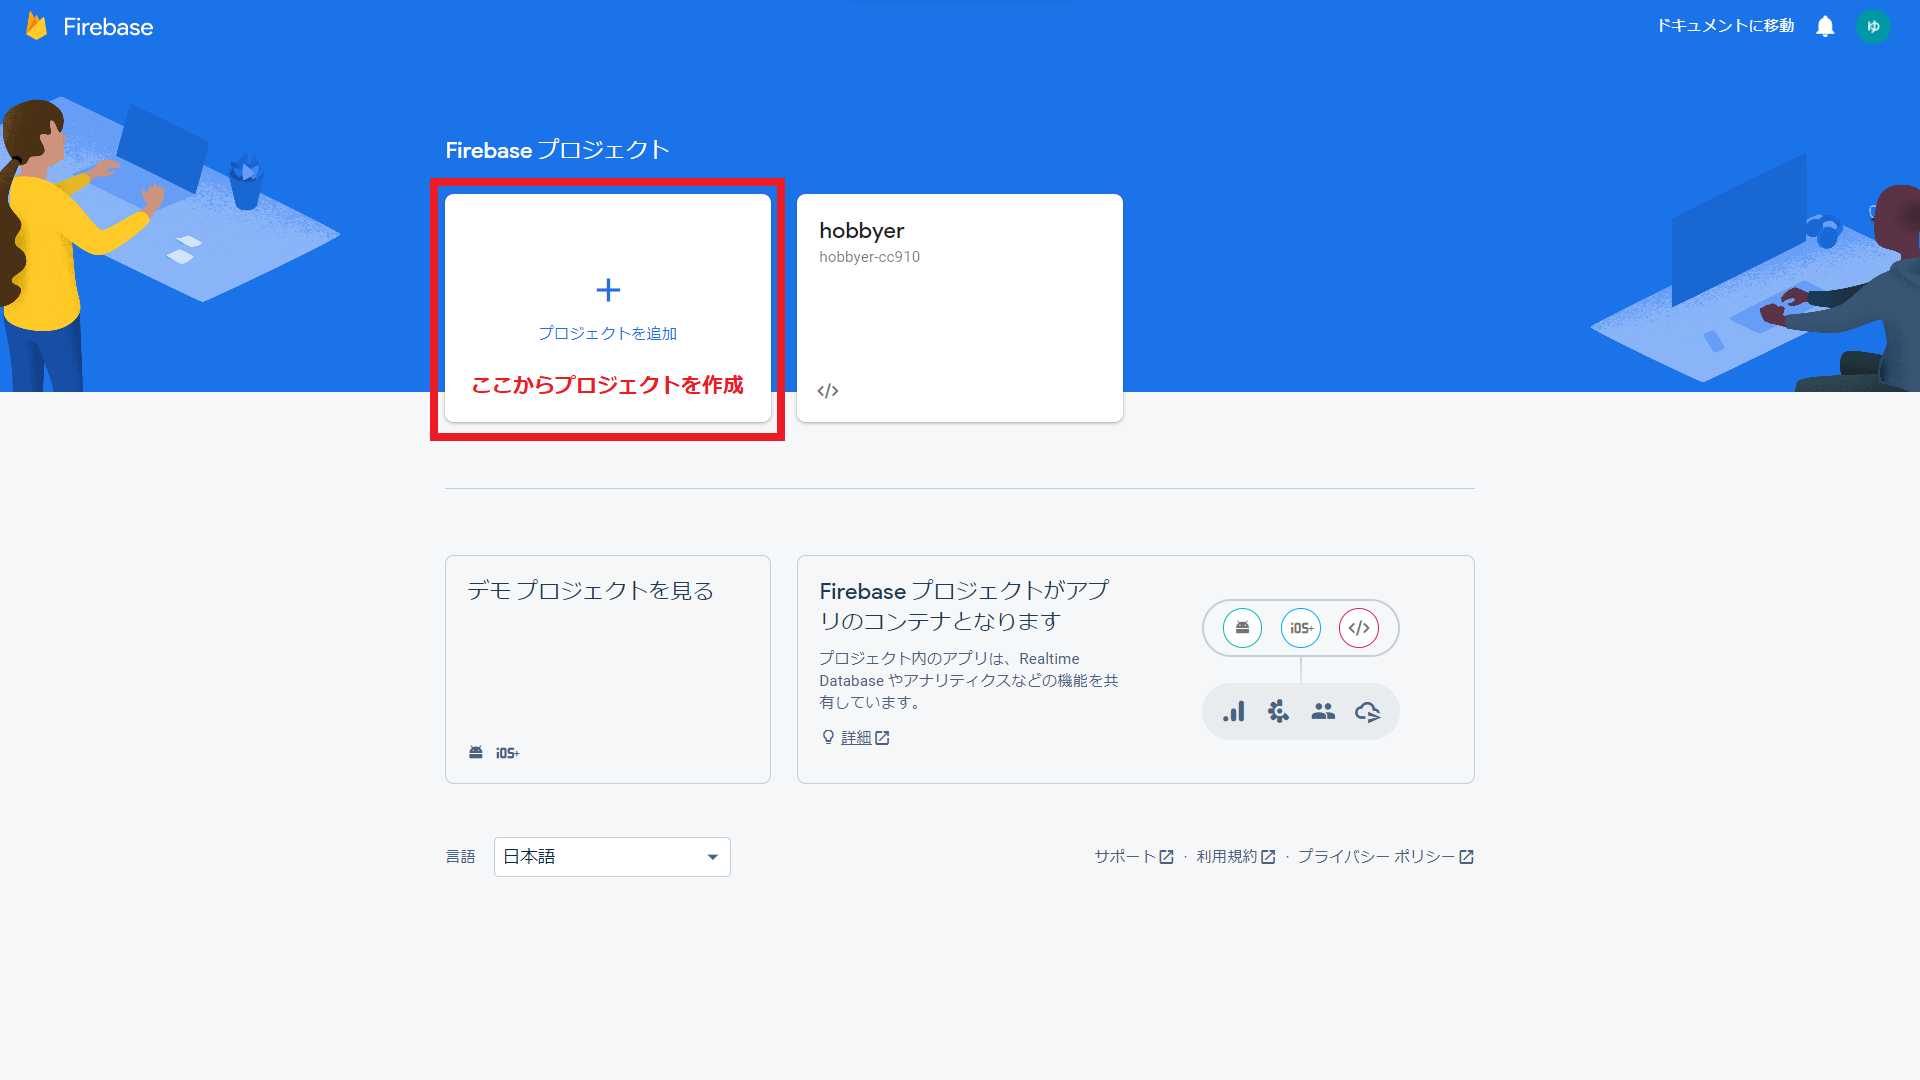 Firebase
ドキュメントに移動
ゆ
Firebase プロジェクト
プロジェクトを追加
ここからプロジェクトを作成
hobbyer
hobbyer-cc910
</>
デモ プロジェクトを見る
iOS+
Firebase プロジェクトがアプ
リのコンテナとなります
プロジェクト内のアプリは、Realtime
Database やアナリティクスなどの機能を共
有しています。
詳細
iOS+
</>
言語
日本語
サポート · 利用規約 · プライバシー ポリシー